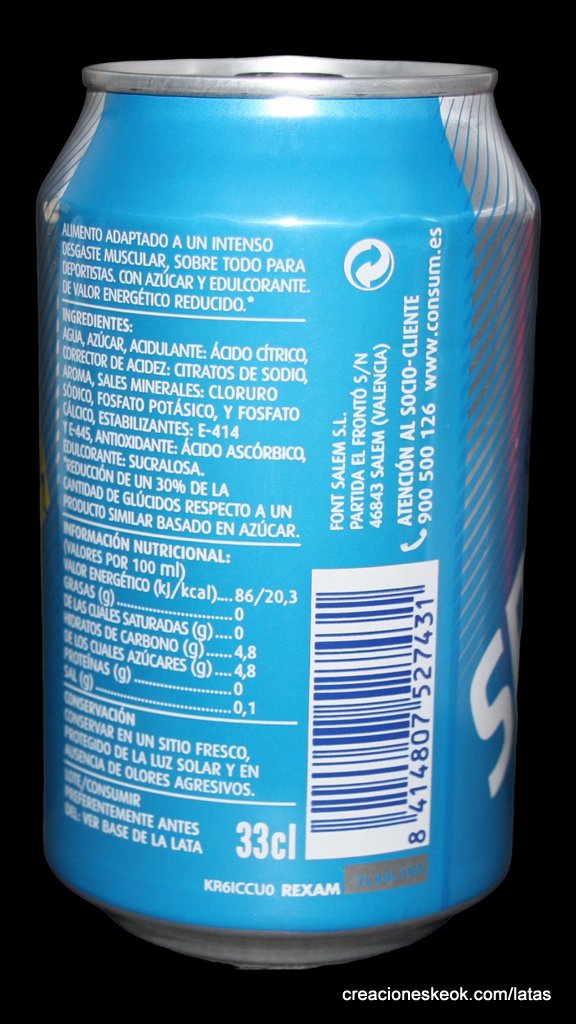 ALIMENTO ADAPTADO A UN INTENSO
DESGASTE MUSCULAR, SOBRE TODO PARA
DEPORTISTAS. CON AZÚCAR Y EDULCORANTE.
DE VALOR ENERGÉTICO REDUCIDO.*
INGREDIENTES:
AGUA, AZÚCAR, ACIDULANTE: ÁCIDO CÍTRICO,
CORRECTOR DE ACIDEZ: CITRATOS DE SODIO,
AROMA, SALES MINERALES: CLORURO
SÓDICO, FOSFATO POTÁSICO, Y FOSFATO
CÁLCICO, ESTABILIZANTES: E-414
Y E-445, ANTIOXIDANTE: ÁCIDO ASCÓRBICO,
EDULCORANTE: SUCRALOSA.
*REDUCCIÓN DE UN 30% DE LA
CANTIDAD DE GLÚCIDOS RESPECTO A UN
PRODUCTO SIMILAR BASADO EN AZÚCAR.
INFORMACIÓN NUTRICIONAL:
(VALORES POR 100 ml)
VALOR ENERGÉTICO (kJ/kcal)....86/20,3
GRASAS (g)........................0
DE LAS CUALES SATURADAS (g)....0
HIDRATOS DE CARBONO (g).....4,8
DE LOS CUALES AZÚCARES (g)....4,8
PROTEÍNAS (g)........................0
SAL (g)................................0,1
CONSERVACIÓN
CONSERVAR EN UN SITIO FRESCO,
PROTEGIDO DE LA LUZ SOLAR Y EN
AUSENCIA DE OLORES AGRESIVOS.
LOTE/CONSUMIR
PREFERENTEMENTE ANTES
DEL: VER BASE DE LA LATA
33cl
KR6ICCU0 REXAM
FONT SALEM S.L.
PARTIDA EL FRONTÓ S/N
46843 SALEM (VALENCIA)
ATENCIÓN AL SOCIO-CLIENTE
900 500 126 www.consum.es
8 414807 527431
creacioneskeok.com/latas